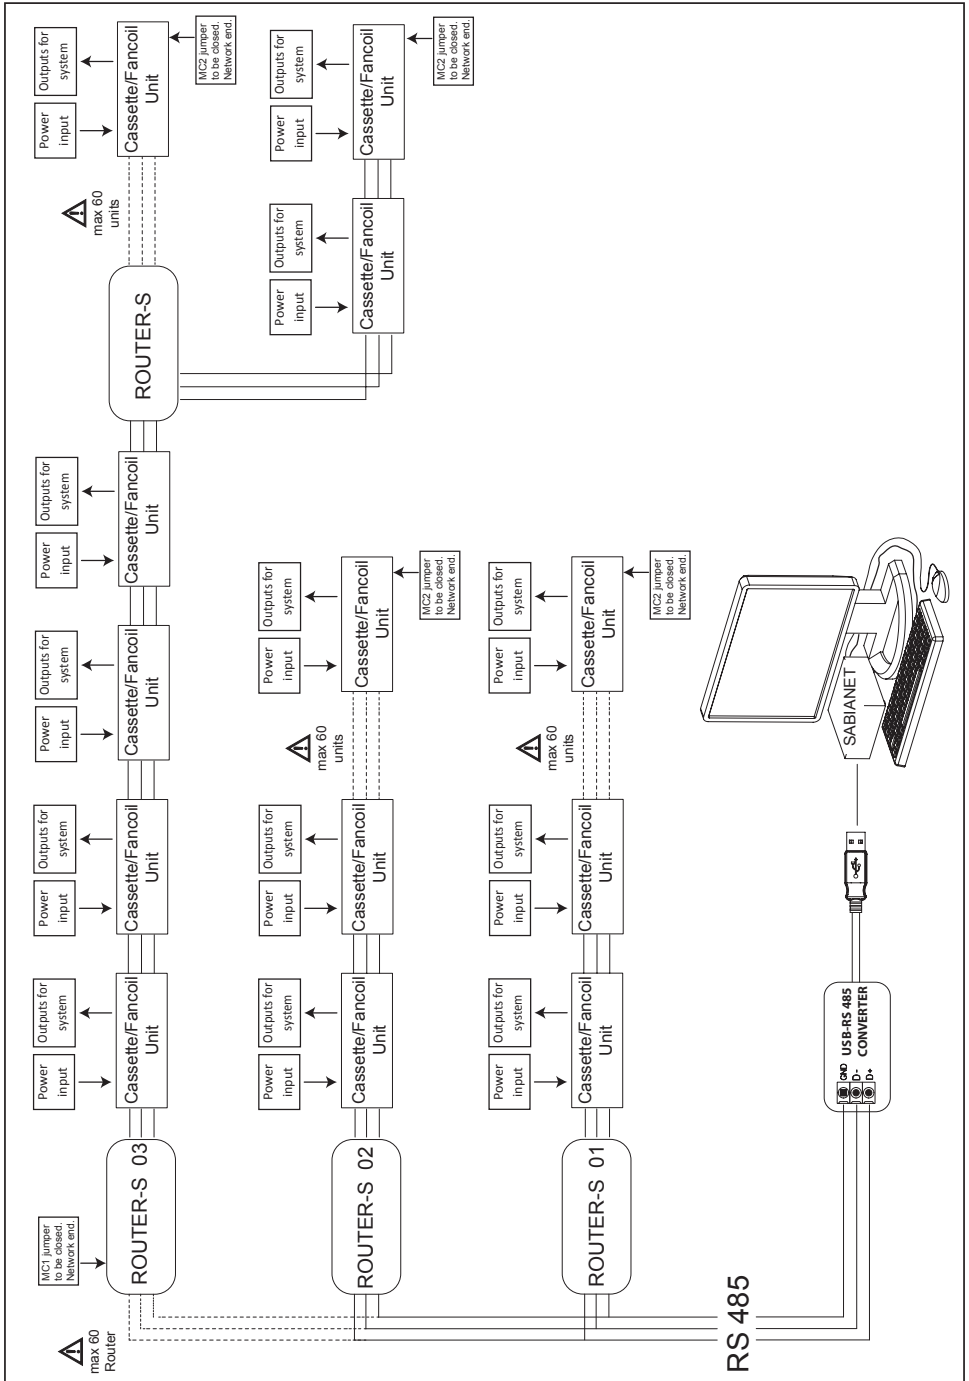 max 60
Router
MC1 jumper
to be closed.
Network end.
ROUTER-S 03
Power
input
Outputs for
system
Cassette/Fancoil
Unit
Power
input
Outputs for
system
Cassette/Fancoil
Unit
Power
input
Outputs for
system
Cassette/Fancoil
Unit
Power
input
Outputs for
system
Cassette/Fancoil
Unit
ROUTER-S
max 60
units
Power
input
Outputs for
system
Cassette/Fancoil
Unit
MC2 jumper
to be closed.
Network end.
Power
input
Outputs for
system
Cassette/Fancoil
Unit
Power
input
Outputs for
system
Cassette/Fancoil
Unit
MC2 jumper
to be closed.
Network end.
ROUTER-S 02
Power
input
Outputs for
system
Cassette/Fancoil
Unit
Power
input
Outputs for
system
Cassette/Fancoil
Unit
max 60
units
Power
input
Outputs for
system
Cassette/Fancoil
Unit
MC2 jumper
to be closed.
Network end.
ROUTER-S 01
Power
input
Outputs for
system
Cassette/Fancoil
Unit
Power
input
Outputs for
system
Cassette/Fancoil
Unit
max 60
units
Power
input
Outputs for
system
Cassette/Fancoil
Unit
MC2 jumper
to be closed.
Network end.
RS 485
GND
D-
D+
USB-RS 485
CONVERTER
SABIANET